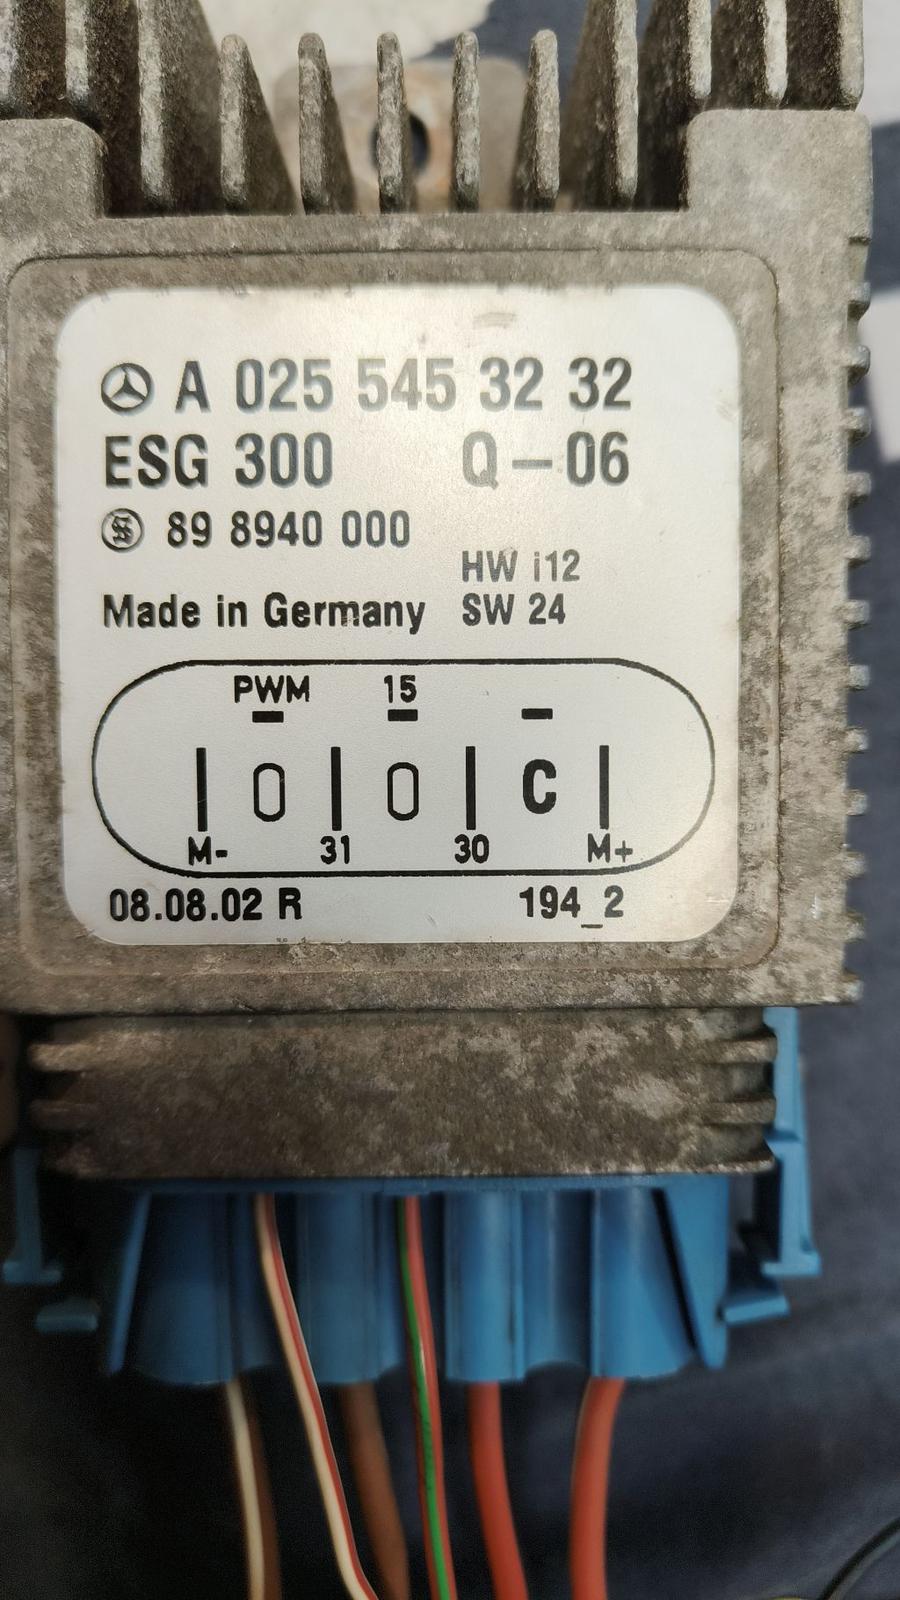 A 025 545 32 32
ESG 300 Q-06
89 8940 000
HW i12
Made in Germany SW 24
PWM 15
C
M- 31 30 M+
08.08.02 R 194_2